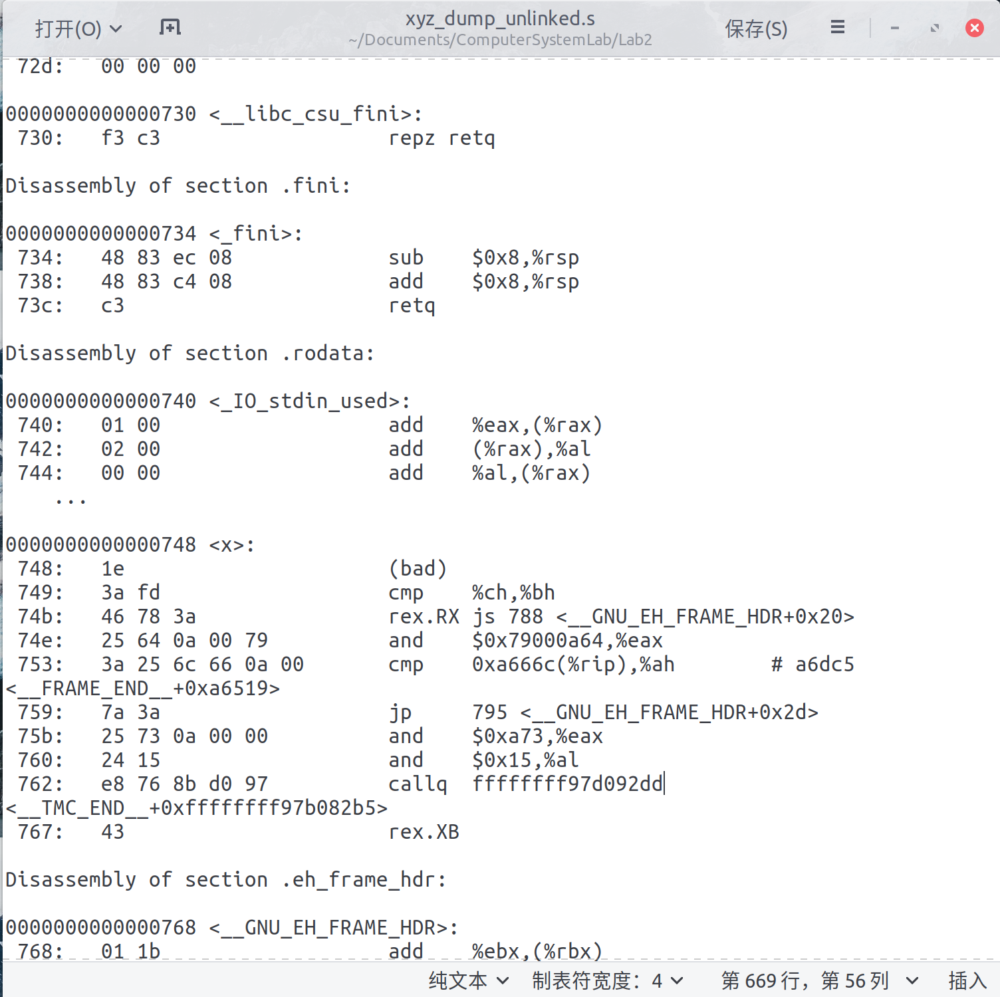 打开(O)
xyz_dump_unlinked.s
~/Documents/ComputerSystemLab/Lab2
保存(S)
72d: 00 00 00
0000000000000730 <__libc_csu_fini>:
730: f3 c3 repz retq
Disassembly of section .fini:
0000000000000734 <_fini>:
734: 48 83 ec 08 sub $0x8,%rsp
738: 48 83 c4 08 add $0x8,%rsp
73c: c3 retq
Disassembly of section .rodata:
0000000000000740 <_IO_stdin_used>:
740: 01 00 add %eax,(%rax)
742: 02 00 add (%rax),%al
744: 00 00 add %al,(%rax)
...
0000000000000748 <x>:
748: 1e (bad)
749: 3a fd cmp %ch,%bh
74b: 46 78 3a rex.RX js 788 <__GNU_EH_FRAME_HDR+0x20>
74e: 25 64 0a 00 79 and $0x79000a64,%eax
753: 3a 25 6c 66 0a 00 cmp 0xa666c(%rip),%ah # a6dc5
<__FRAME_END__+0xa6519>
759: 7a 3a jp 795 <__GNU_EH_FRAME_HDR+0x2d>
75b: 25 73 0a 00 00 and $0xa73,%eax
760: 24 15 and $0x15,%al
762: e8 76 8b d0 97 callq ffffffff97d092dd
<__TMC_END__+0xffffffff97b082b5>
767: 43 rex.XB
Disassembly of section .eh_frame_hdr:
0000000000000768 <__GNU_EH_FRAME_HDR>:
768: 01 1b add %ebx,(%rbx)
纯文本 制表符宽度：4 第 669 行，第 56 列 插入